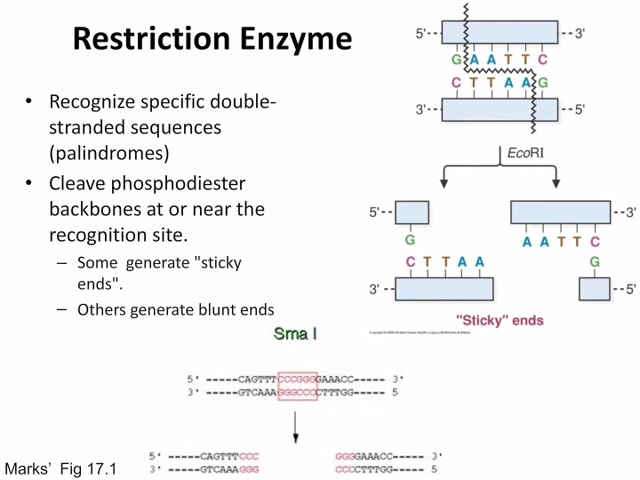 Restriction Enzyme
• Recognize specific double-
stranded sequences
(palindromes)
• Cleave phosphodiester
backbones at or near the
recognition site.
– Some generate "sticky
ends".
– Others generate blunt ends
5' 3'
G A A T T C
C T T A A G
3' 5'
EcoRI
5' 3'
G A A T T C
C T T A A G
3' 5'
"Sticky" ends
Sma I
5' ------CAGTTTCCCGGGGAAACC------ 3'
3' ------GTCAAAGGGCCCCTTTGG------ 5
5' ------CAGTTTCCC GGGGAAACC------ 3'
3' ------GTCAAAGGG CCCCTTTGG------ 5
Marks' Fig 17.1